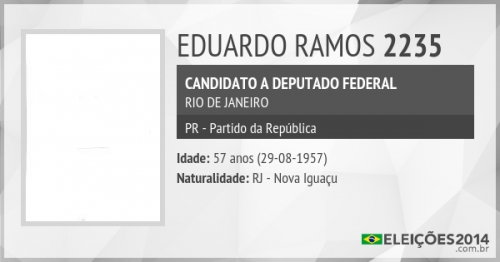 EDUARDO RAMOS 2235
CANDIDATO A DEPUTADO FEDERAL
RIO DE JANEIRO
PR - Partido da República
Idade: 57 anos (29-08-1957)
Naturalidade: RJ - Nova Iguaçu
ELEIÇÕES2014
.com.br